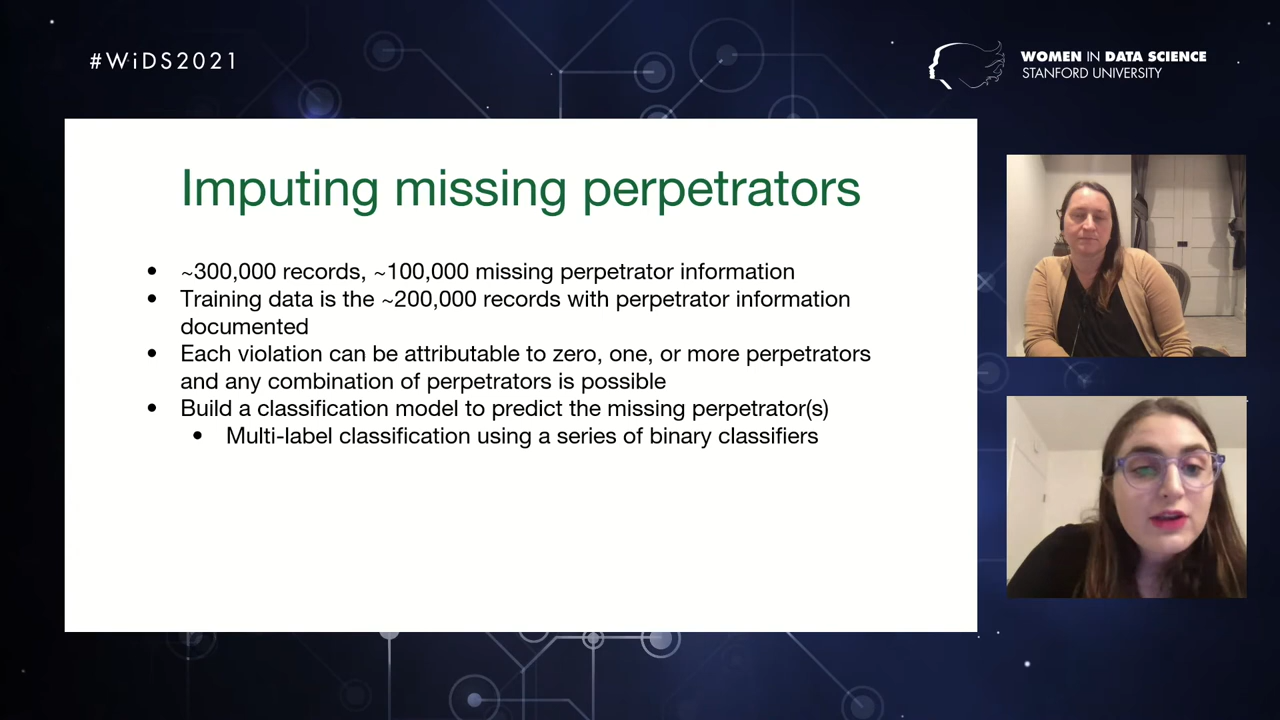 #WiDS2021
WOMEN IN DATA SCIENCE
STANFORD UNIVERSITY
Imputing missing perpetrators
• ~300,000 records, ~100,000 missing perpetrator information
• Training data is the ~200,000 records with perpetrator information
documented
• Each violation can be attributable to zero, one, or more perpetrators
and any combination of perpetrators is possible
• Build a classification model to predict the missing perpetrator(s)
• Multi-label classification using a series of binary classifiers